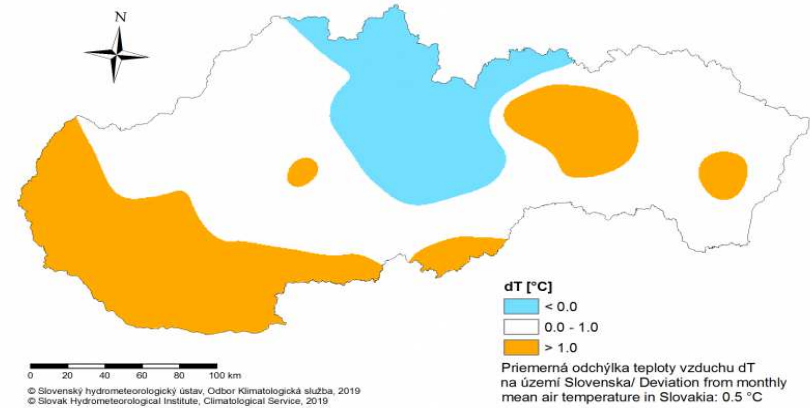 N
dT [°C]
< 0.0
0.0 - 1.0
> 1.0
0 20 40 60 80 100 km
Priemerná odchýlka teploty vzduchu dT
na území Slovenska/ Deviation from monthly
mean air temperature in Slovakia: 0.5 °C
© Slovenský hydrometeorologický ústav, Odbor Klimatologická služba, 2019
© Slovak Hydrometeorological Institute, Climatological Service, 2019